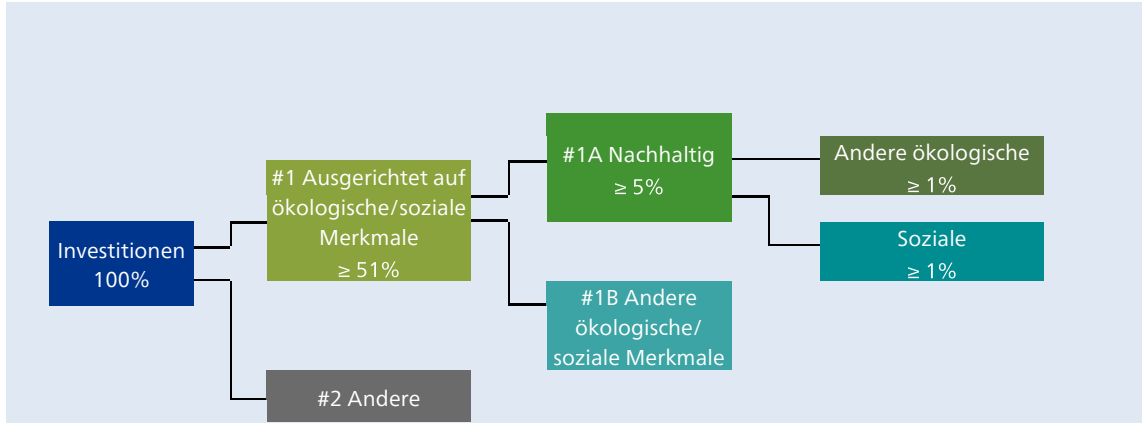 Investitionen
100%
#1 Ausgerichtet auf
ökologische/soziale
Merkmale
≥ 51%
#2 Andere
#1A Nachhaltig
≥ 5%
#1B Andere
ökologische/
soziale Merkmale
Andere ökologische
≥ 1%
Soziale
≥ 1%